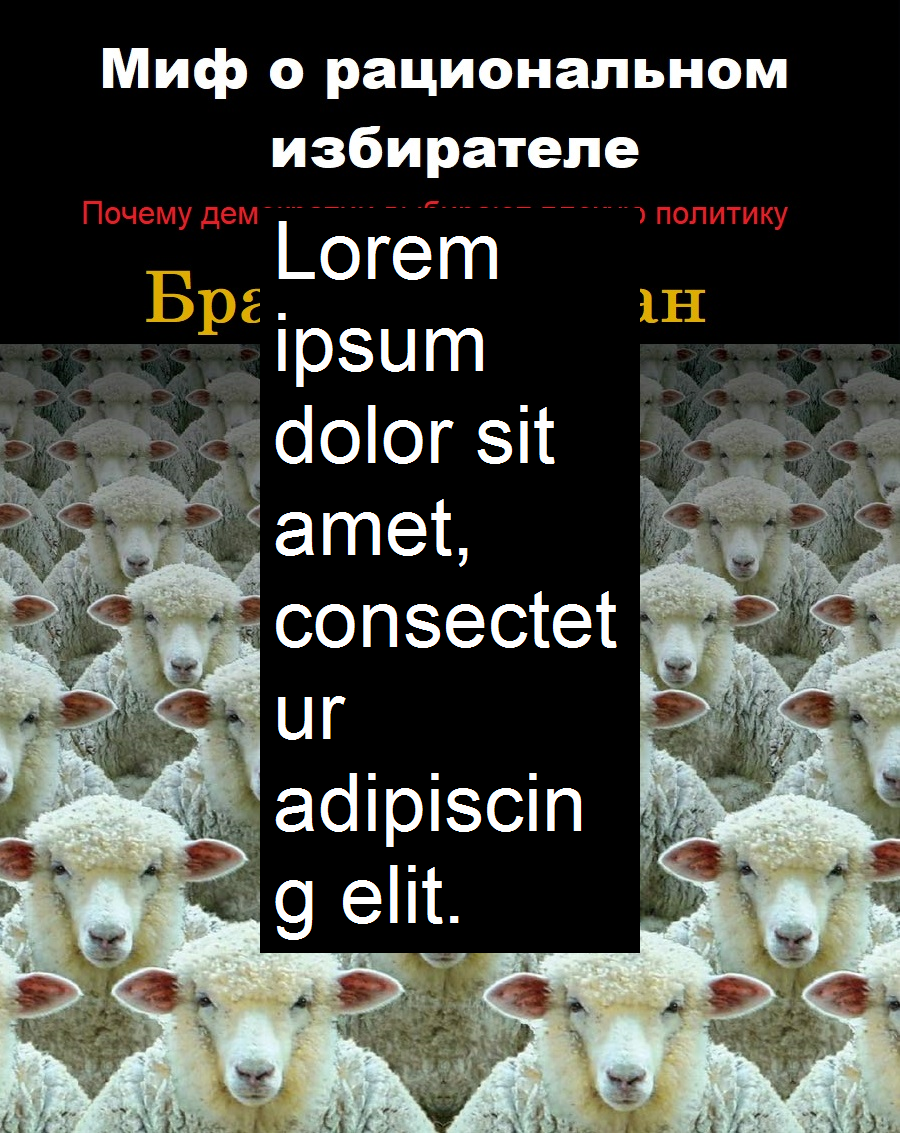 Миф о рациональном
избирателе
Почему политику
Lorem
ipsum
dolor sit
amet,
consectet
ur
adipiscin
g elit.